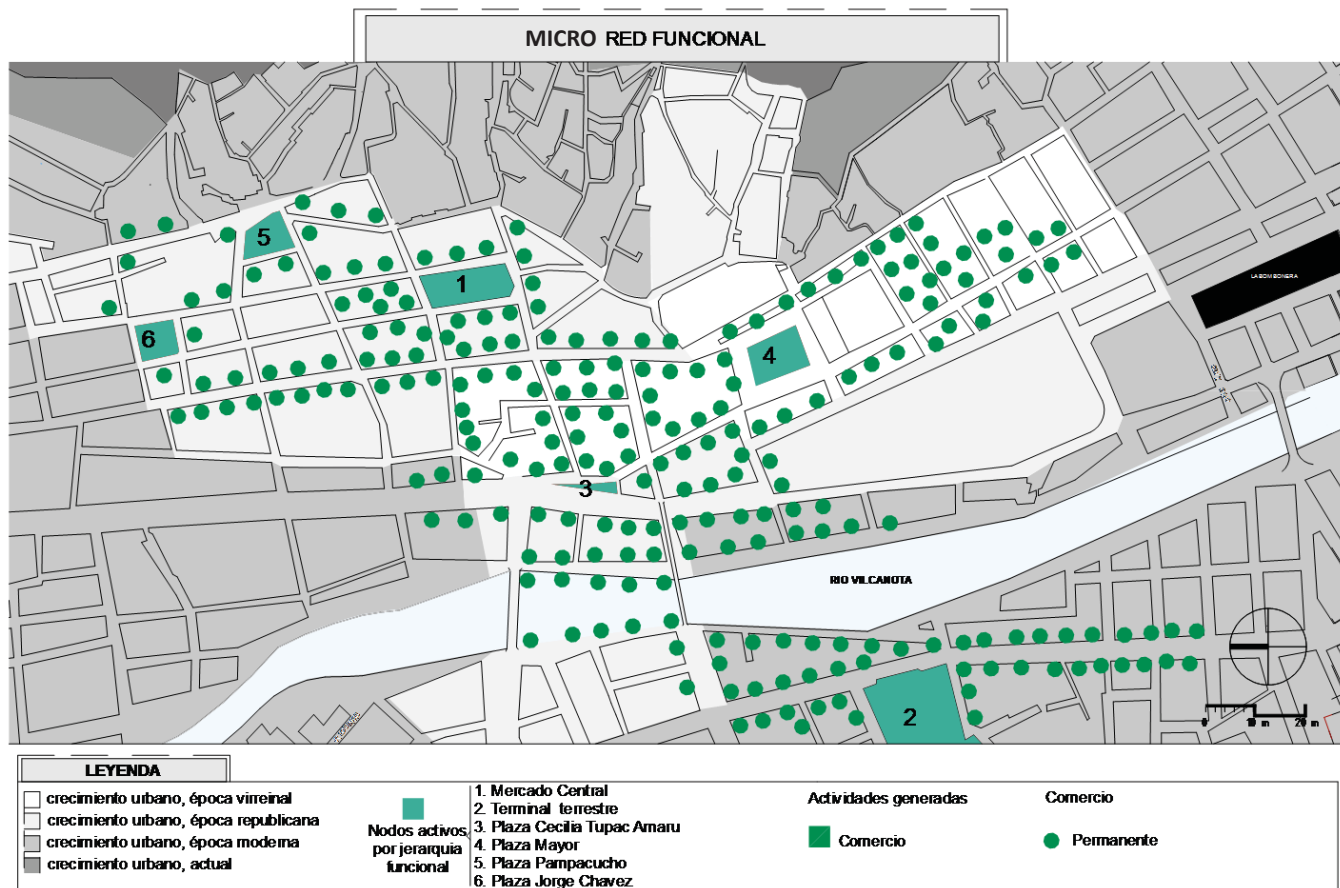 MICRO RED FUNCIONAL
5
1
6
4
3
2
LA BOMBONERA
RIO VILCANOTA
0 10 m 20 m
LEYENDA
crecimiento urbano, época virreinal
crecimiento urbano, época republicana
crecimiento urbano, época moderna
crecimiento urbano, actual
Nodos activos,
por jerarquia
funcional
1. Mercado Central
2. Terminal terrestre
3. Plaza Cecilia Tupac Amaru
4. Plaza Mayor
5. Plaza Pampacucho
6. Plaza Jorge Chavez
Actividades generadas
Comercio
Comercio
Permanente